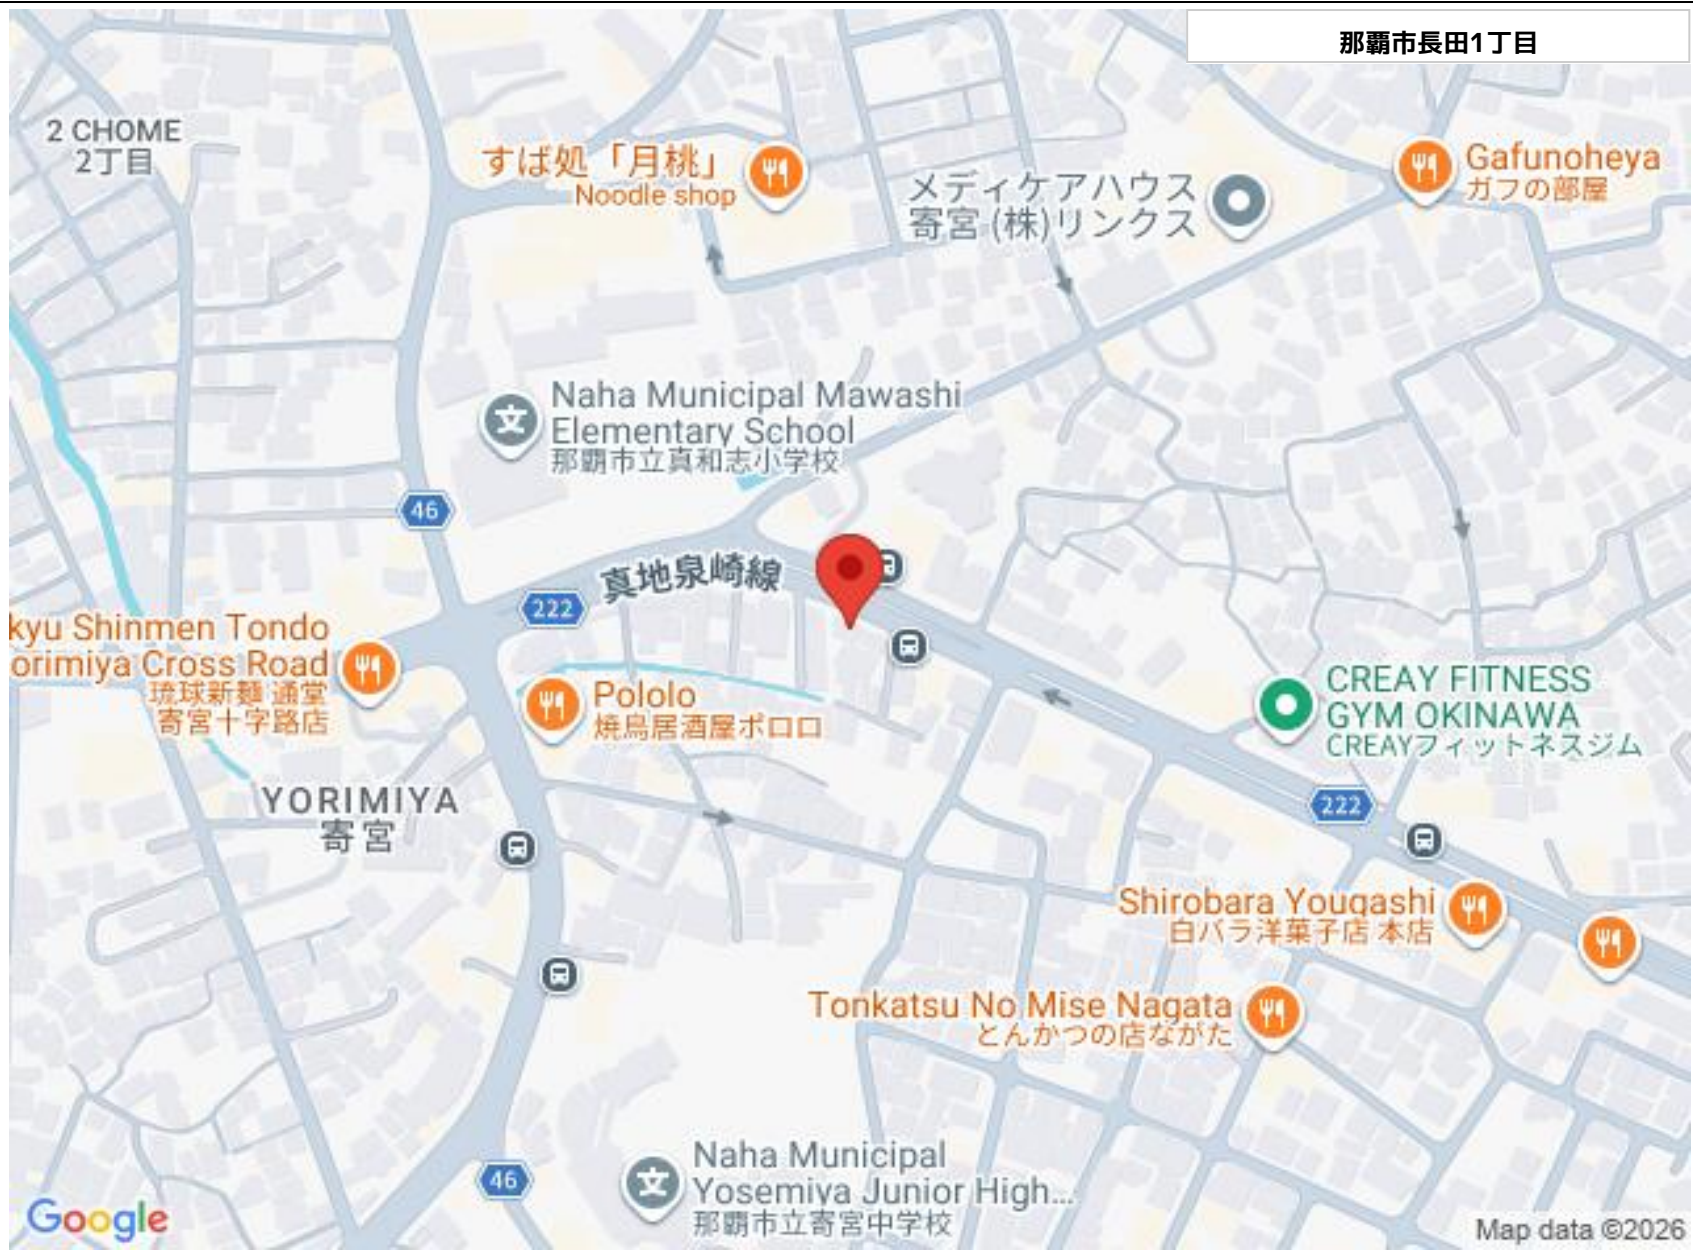 那覇市長田1丁目
2 CHOME
2丁目
すば処「月桃」
Noodle shop
メディケアハウス
寄宮 (株)リンクス
Gafunoheya
ガフの部屋
Naha Municipal Mawashi
Elementary School
那覇市立真和志小学校
46
真地泉崎線
222
kyu Shinmen Tondo
orimiya Cross Road
琉球新麺 通堂
寄宮十字路店
Pololo
焼鳥居酒屋ポロロ
CREAY FITNESS
GYM OKINAWA
CREAYフィットネスジム
YORIMIYA
寄宮
222
Shirobara Yougashi
白バラ洋菓子店 本店
Tonkatsu No Mise Nagata
とんかつの店ながた
Naha Municipal
Yosemiya Junior High...
那覇市立寄宮中学校
46
Google
Map data ©2026